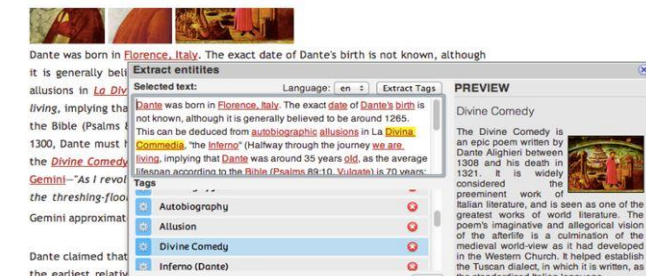 Dante was born in Florence, Italy. The exact date of Dante's birth is not known, although
it is generally beli
allusions in La Div
living, implying tha
the Bible (Psalms 8
1300, Dante must h
the Divine Comedy
Gemini—"As I revol
the threshing-floo
Gemini approximat
Dante claimed that
the earliest relativ
Extract entitites
Selected text:
Language: en
Extract Tags
Dante was born in Florence, Italy. The exact date of Dante's birth is
not known, although it is generally believed to be around 1265.
This can be deduced from autobiographic allusions in La Divina
Commedia, "the Inferno" (Halfway through the journey we are
living, implying that Dante was around 35 years old, as the average
lifespan according to the Bible (Psalms 89:10, Vulgate) is 70 years;
Tags
Autobiography
Allusion
Divine Comedy
Inferno (Dante)
PREVIEW
Divine Comedy
The Divine Comedy is
an epic poem written by
Dante Alighieri between
1308 and his death in
1321. It is widely
considered the
preeminent work of
Italian literature, and is seen as one of the
greatest works of world literature. The
poem's imaginative and allegorical vision
of the afterlife is a culmination of the
medieval world-view as it had developed
in the Western Church. It helped establish
the Tuscan dialect, in which it is written, as
the standardized Italian language.